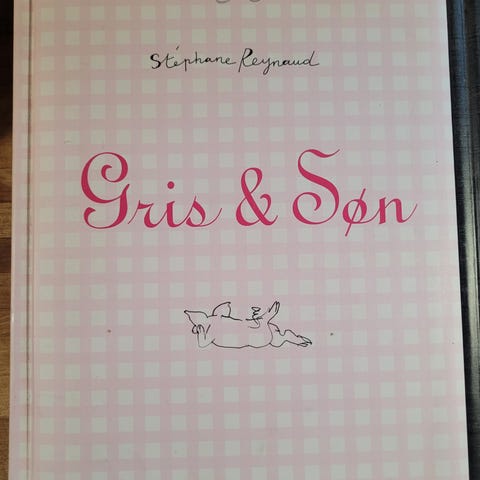 Stéphane Reynaud
Gris & Søn